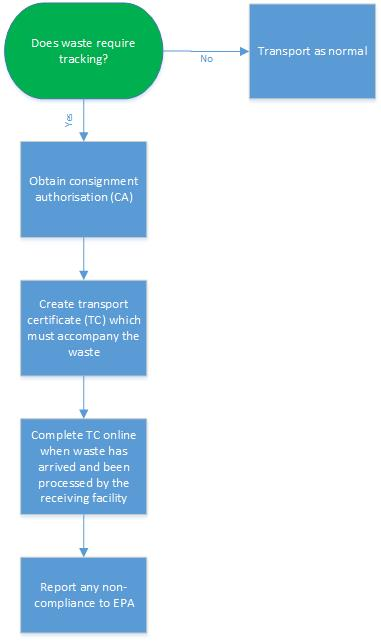 Does waste require
tracking?
No
Transport as normal
Yes
Obtain consignment
authorisation (CA)
Create transport
certificate (TC) which
must accompany the
waste
Complete TC online
when waste has
arrived and been
processed by the
receiving facility
Report any non-
compliance to EPA